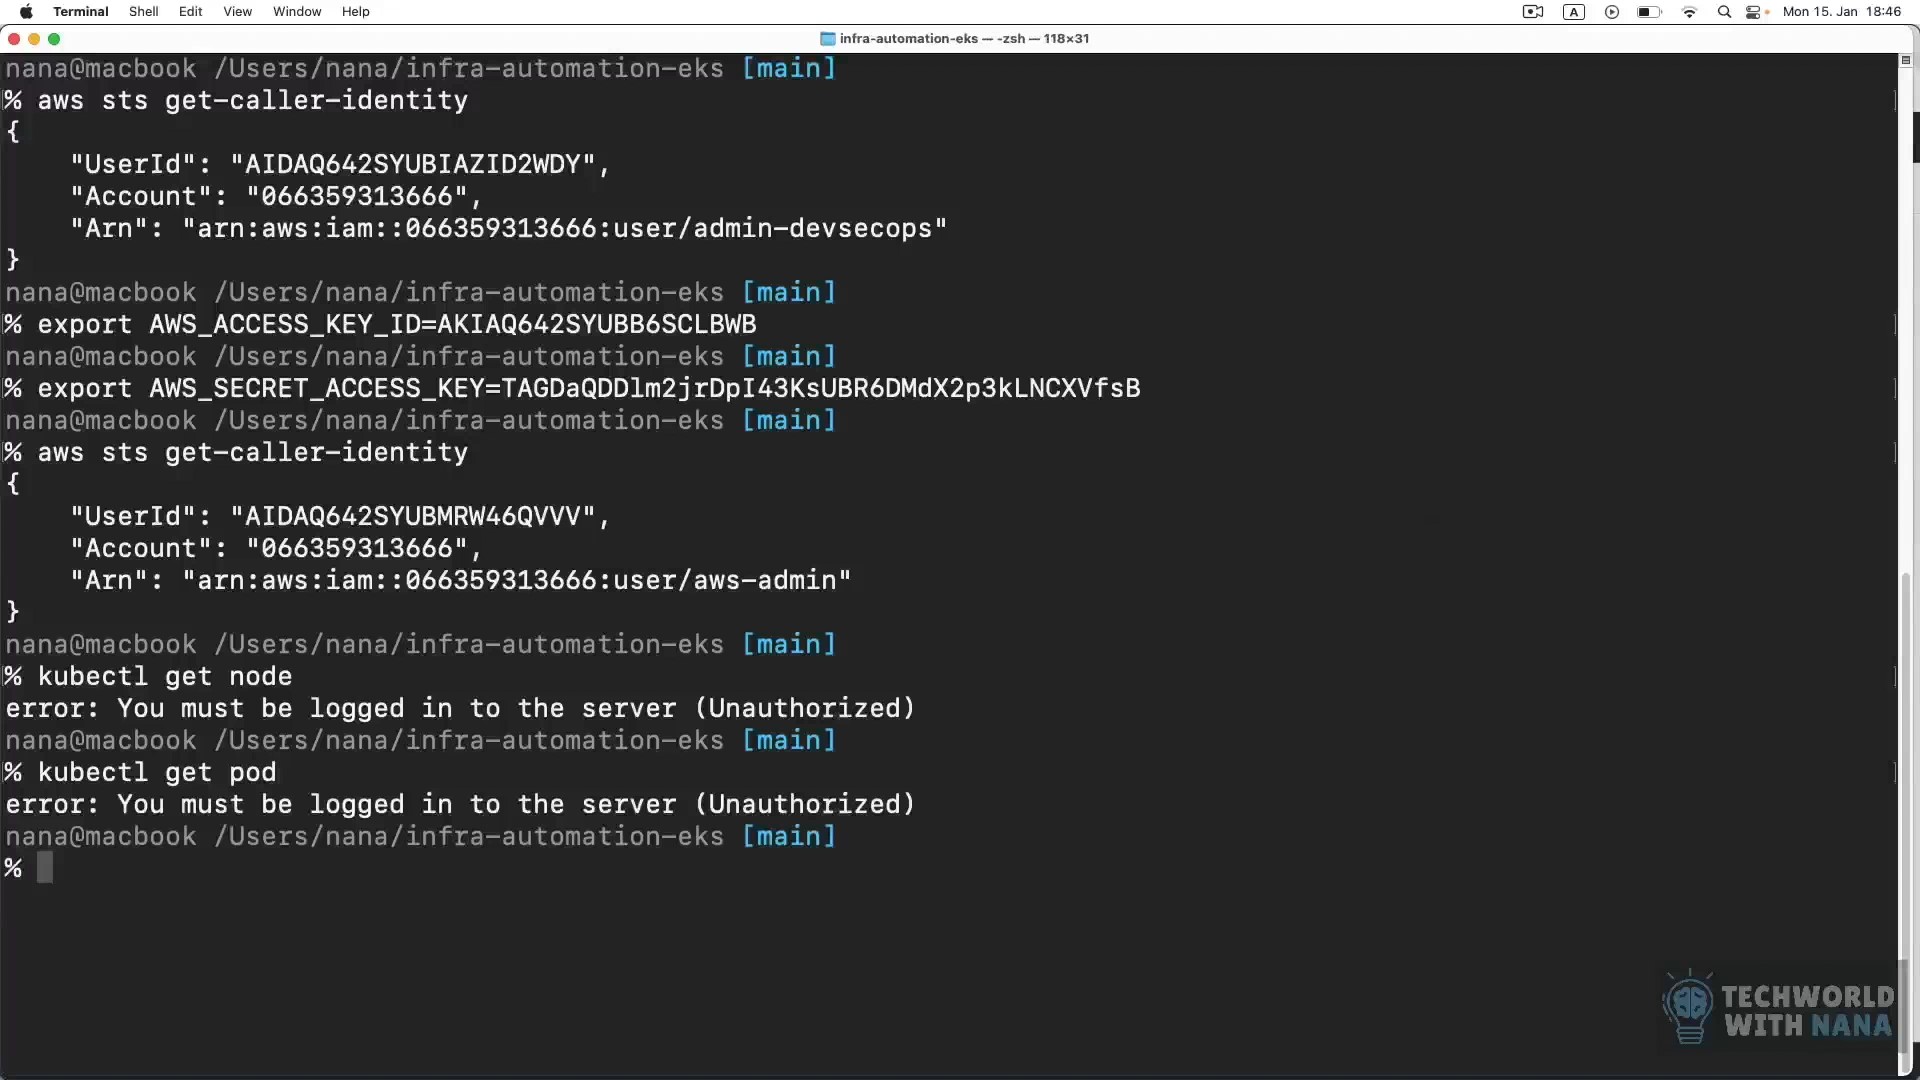 Terminal Shell Edit View Window Help A Mon 15. Jan 18:46
infra-automation-eks — -zsh — 118×31
nana@macbook /Users/nana/infra-automation-eks [main]
% aws sts get-caller-identity
{
"UserId": "AIDAQ642SYUBIAZID2WDY",
"Account": "066359313666",
"Arn": "arn:aws:iam::066359313666:user/admin-devsecops"
}
nana@macbook /Users/nana/infra-automation-eks [main]
% export AWS_ACCESS_KEY_ID=AKIAQ642SYUBB6SCLBWB
nana@macbook /Users/nana/infra-automation-eks [main]
% export AWS_SECRET_ACCESS_KEY=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
nana@macbook /Users/nana/infra-automation-eks [main]
% aws sts get-caller-identity
{
"UserId": "AIDAQ642SYUBMRW46QVVV",
"Account": "066359313666",
"Arn": "arn:aws:iam::066359313666:user/aws-admin"
}
nana@macbook /Users/nana/infra-automation-eks [main]
% kubectl get node
error: You must be logged in to the server (Unauthorized)
nana@macbook /Users/nana/infra-automation-eks [main]
% kubectl get pod
error: You must be logged in to the server (Unauthorized)
nana@macbook /Users/nana/infra-automation-eks [main]
%
TECHWORLD
WITH NANA